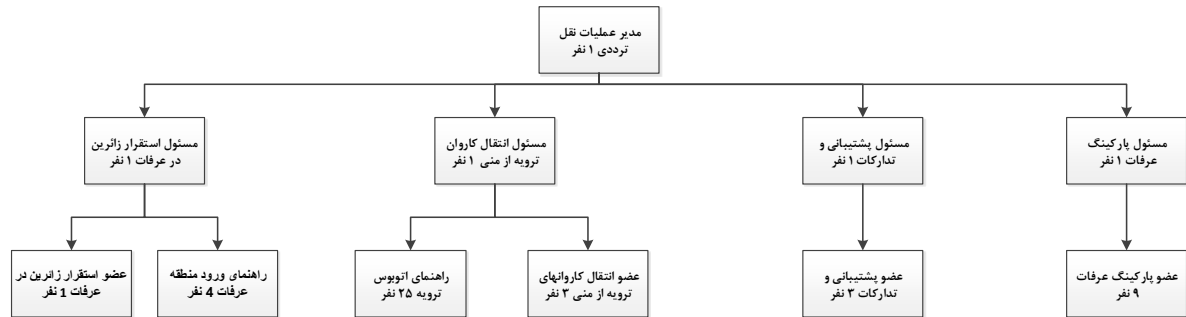 مدیر عملیات نقل
ترددی ۱ نفر
مسئول پارکینگ
عرفات ۱ نفر
مسئول پشتیبانی و
تدارکات ۱ نفر
مسئول انتقال کاروان
ترویه از منی ۱ نفر
مسئول استقرار زائرین
در عرفات ۱ نفر
عضو پارکینگ عرفات
۹ نفر
عضو پشتیبانی و
تدارکات ۳ نفر
عضو انتقال کاروانهای
ترویه از منی ۳ نفر
راهنمای اتوبوس
ترویه ۲۵ نفر
راهنمای ورود منطقه
عرفات 4 نفر
عضو استقرار زائرین در
عرفات 1 نفر